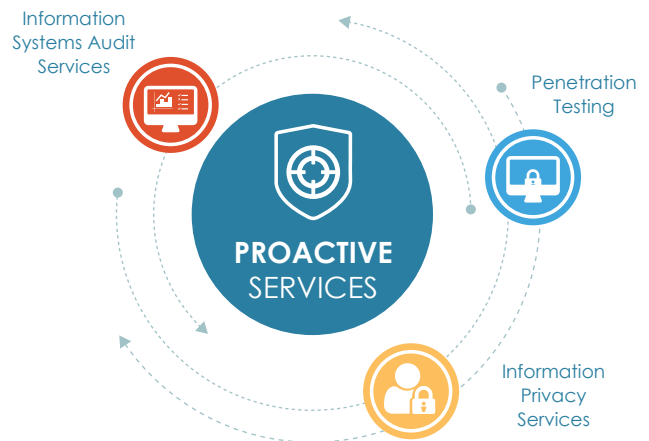 Information
Systems Audit
Services
Penetration
Testing
PROACTIVE
SERVICES
Information
Privacy
Services